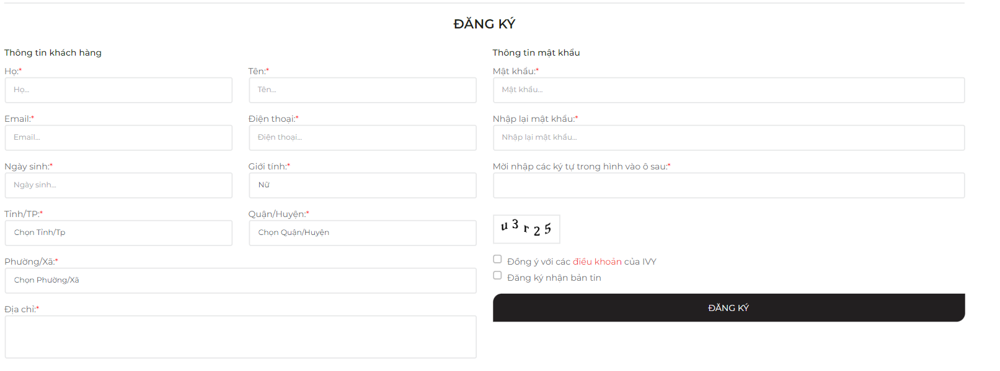 ĐĂNG KÝ
Thông tin khách hàng
Họ:*
Tên:*
Họ...
Tên...
Email:*
Điện thoại:*
Email...
Điện thoại...
Ngày sinh:*
Giới tính:*
Ngày sinh...
Nữ
Tỉnh/TP:*
Quận/Huyện:*
Chọn Tỉnh/Tp
Chọn Quận/Huyện
Phường/Xã:*
Chọn Phường/Xã
Địa chỉ:*
Thông tin mật khẩu
Mật khẩu:*
Mật khẩu...
Nhập lại mật khẩu:*
Nhập lại mật khẩu...
Mời nhập các ký tự trong hình vào ô sau:*
u3r25
Đồng ý với các điều khoản của IVY
Đăng ký nhận bản tin
ĐĂNG KÝ